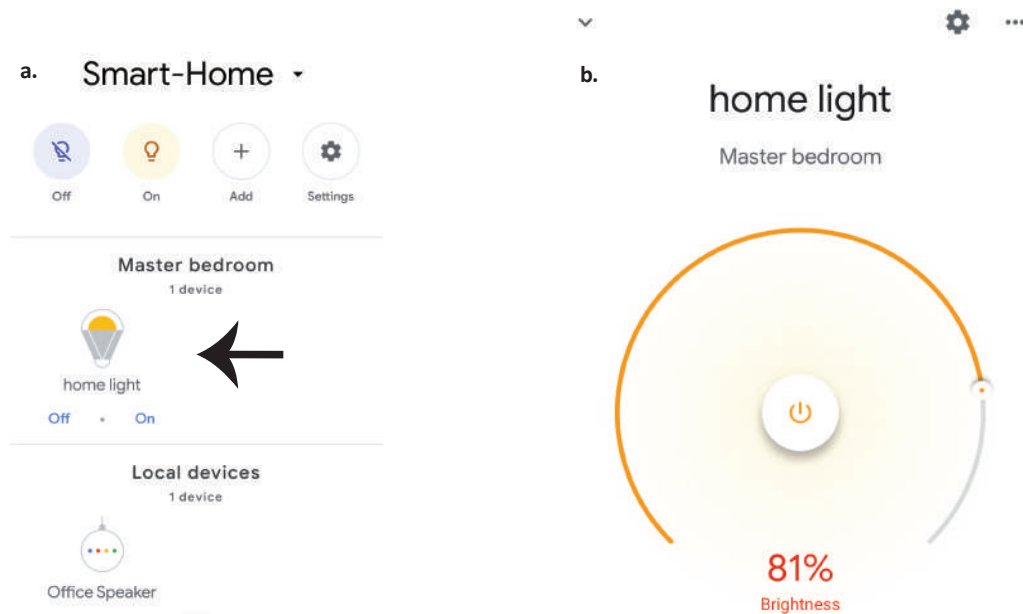 a.
Smart-Home
Off
On
Add
Settings
Master bedroom
1 device
home light
Off • On
Local devices
1 device
Office Speaker
b.
home light
Master bedroom
81%
Brightness